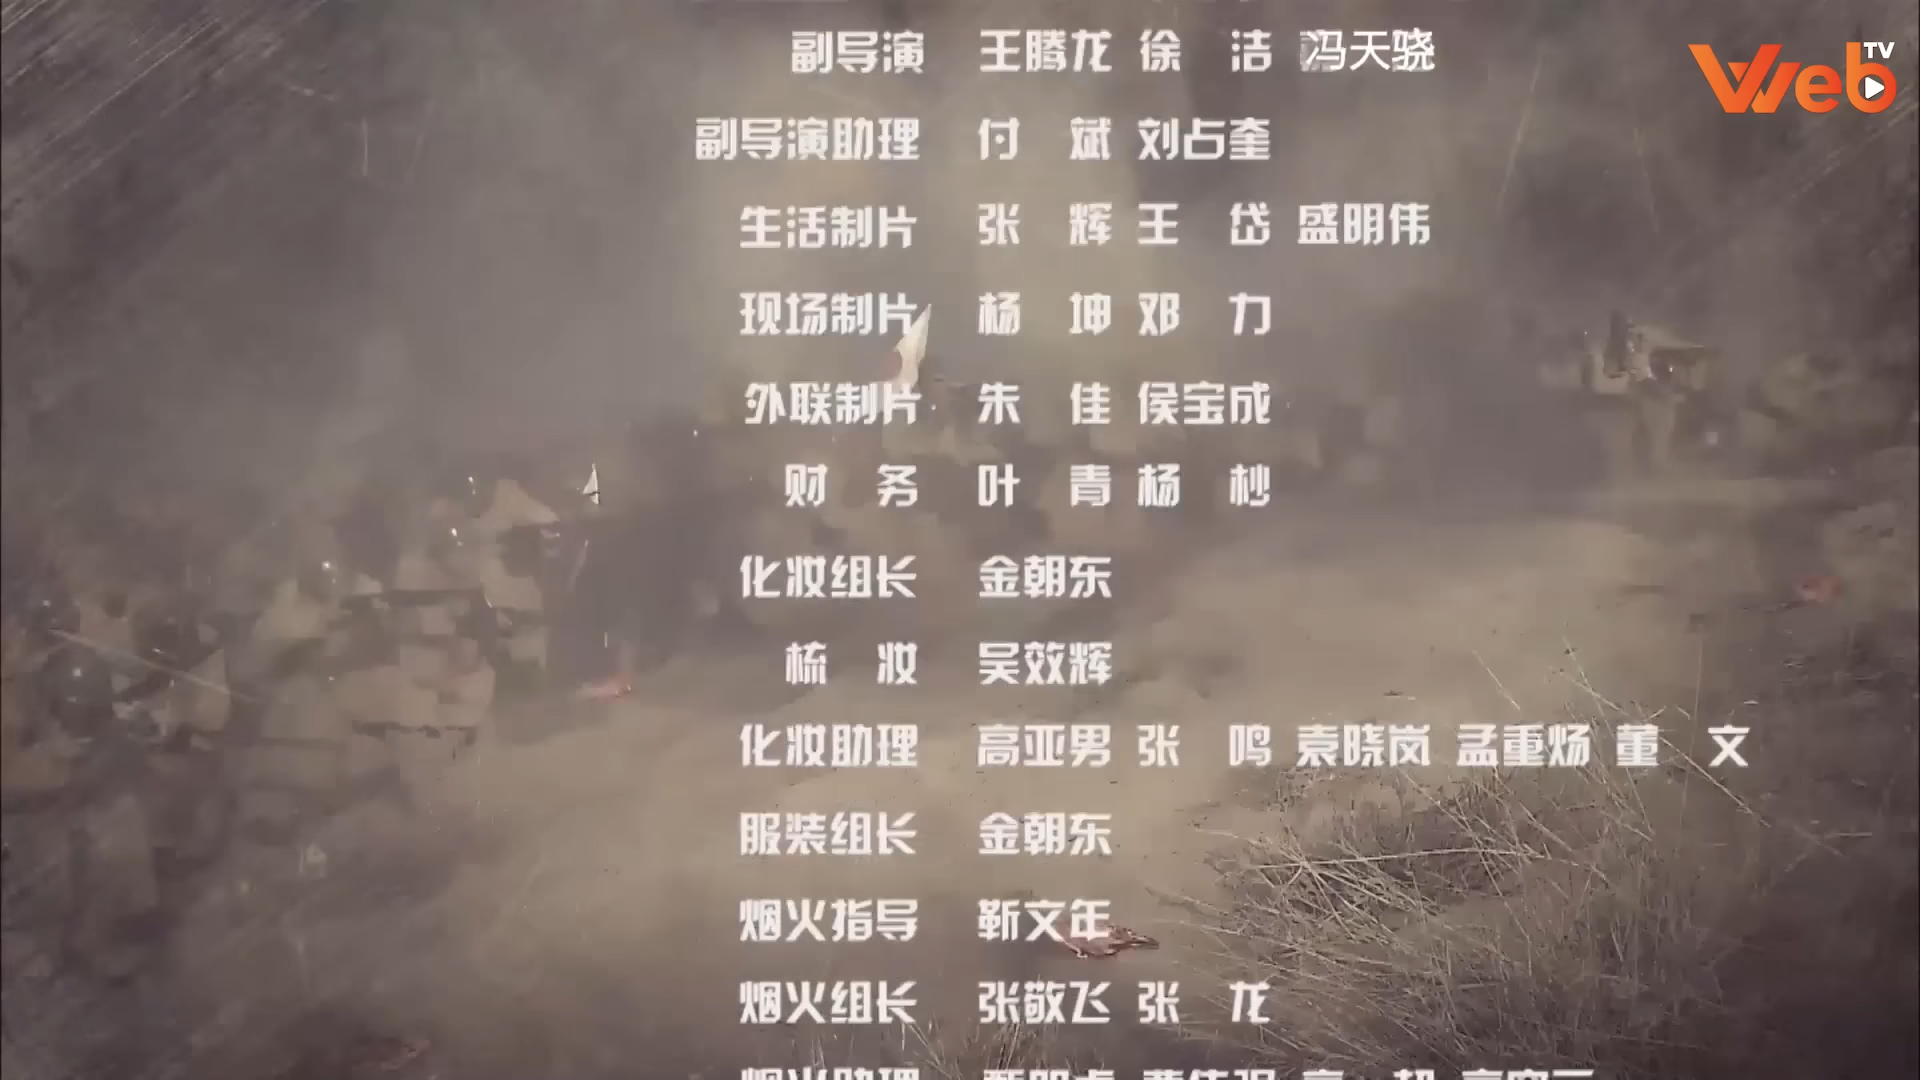 Web TV
副导演 王腾龙 徐 洁 冯天骁
副导演助理 付 斌 刘占奎
生活制片 张 辉 王 岱 盛明伟
现场制片 杨 坤 邓 力
外联制片 朱 佳 侯宝成
财 务 叶 青 杨 杪
化妆组长 金朝东
梳 妆 吴效辉
化妆助理 高亚男 张 鸣 袁晓岚 孟重炀 董 文
服装组长 金朝东
烟火指导 靳文年
烟火组长 张敬飞 张 龙
烟火助理